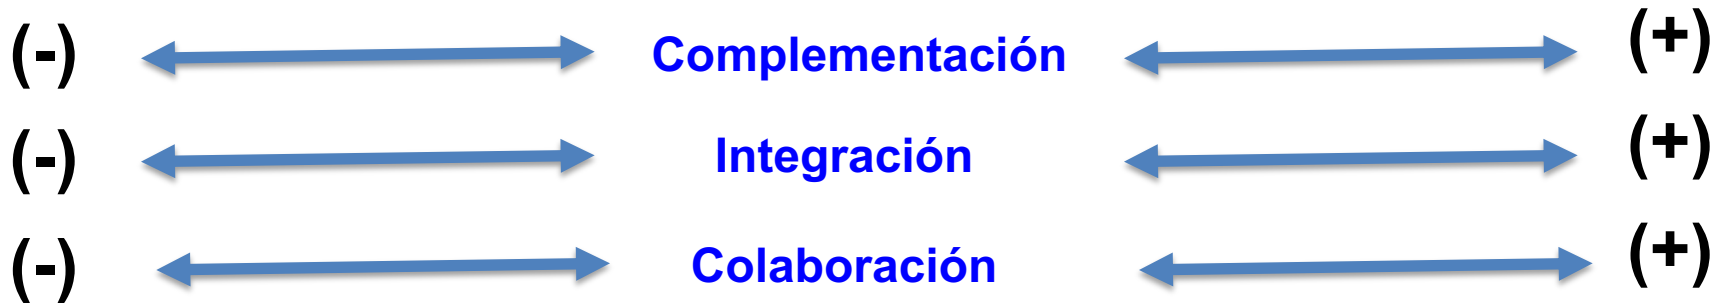 (-) Complementación (+)
(-) Integración (+)
(-) Colaboración (+)